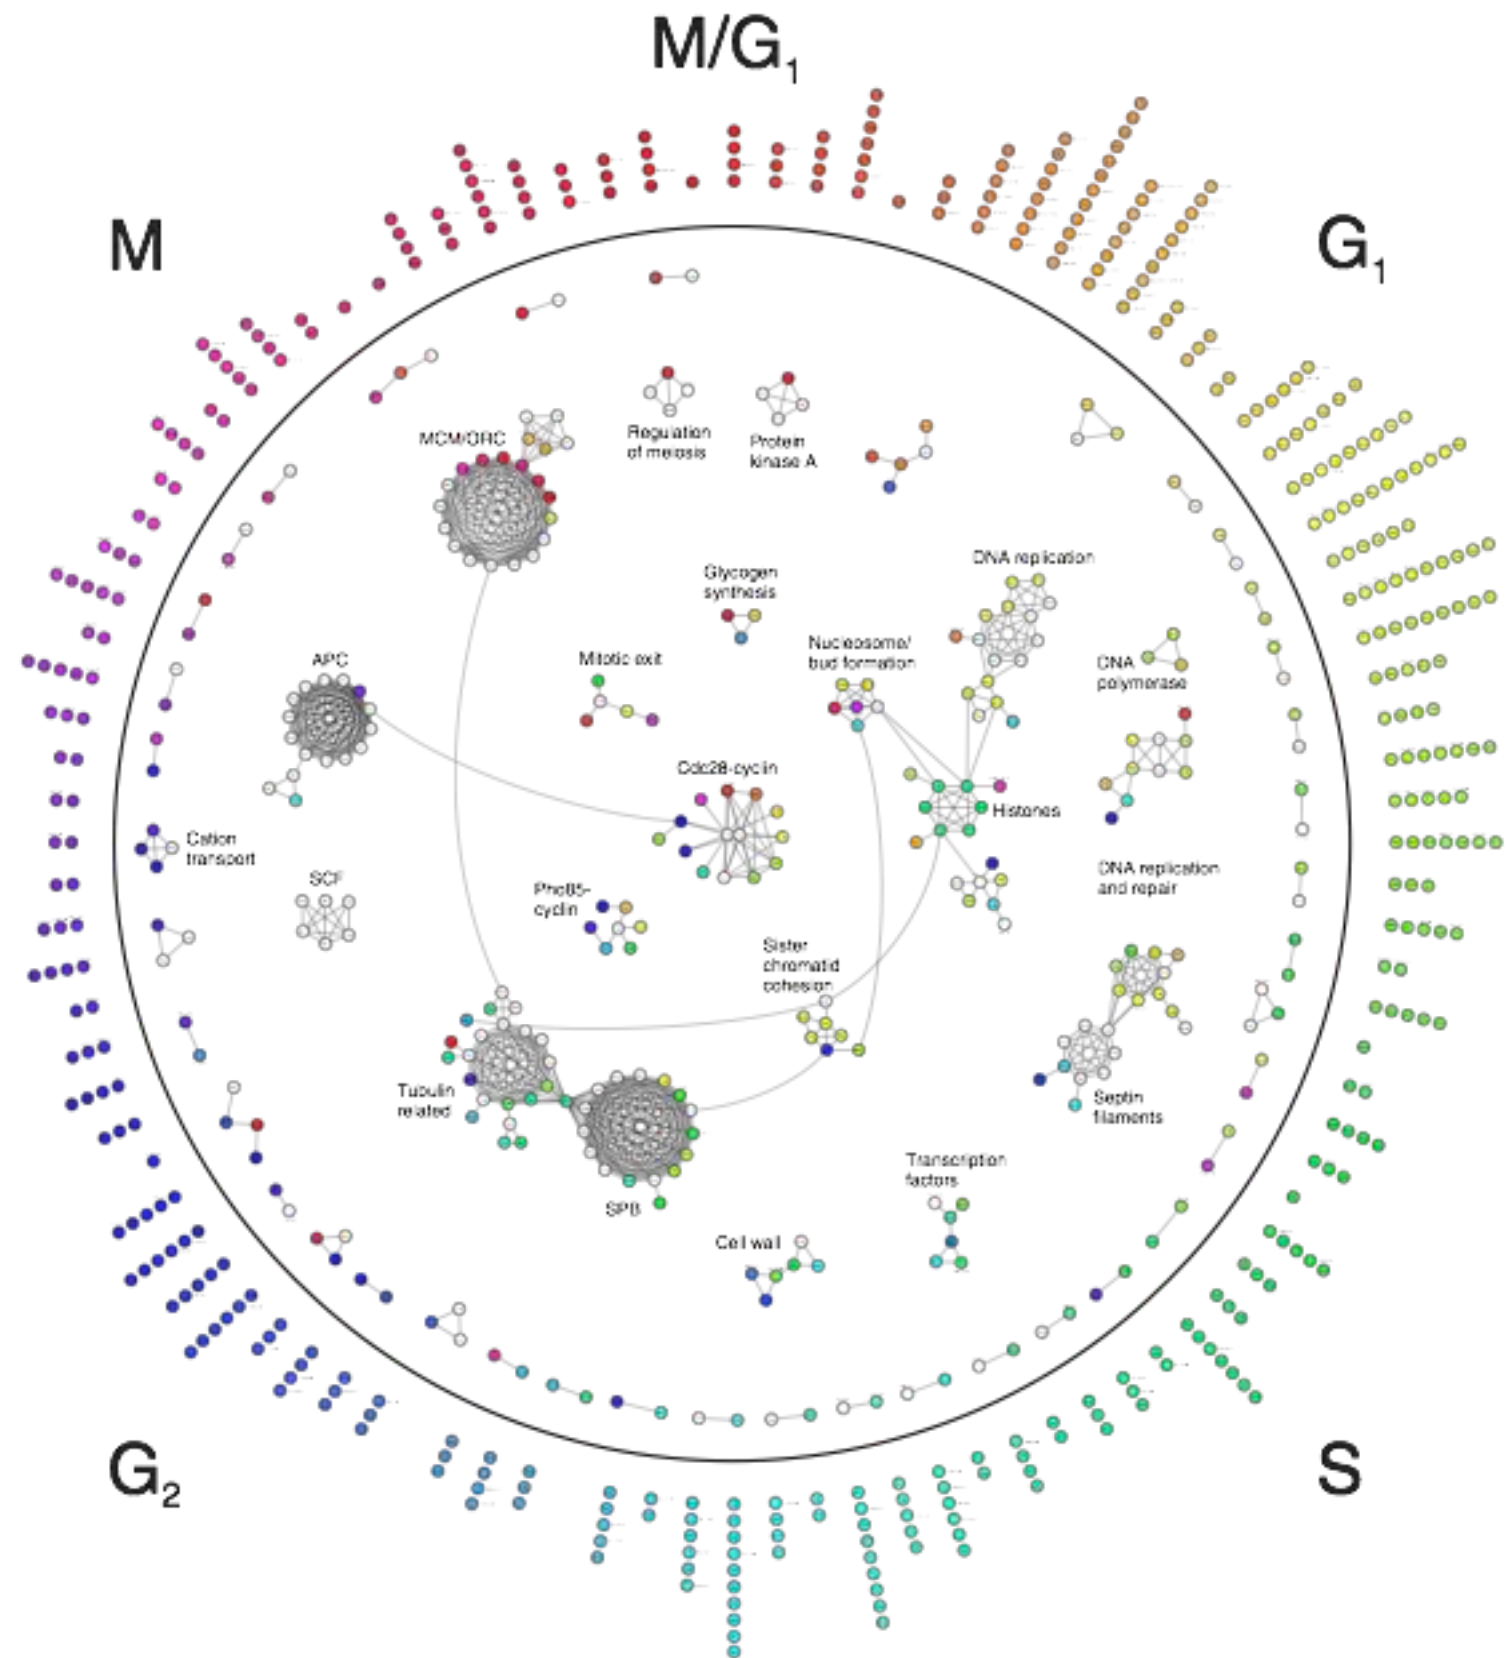 M/G1
M
G1
MCM/ORC
Regulation
of meiosis
Protein
kinase A
Glycogen
synthesis
DNA replication
Nucleosome/
bud formation
APC
Mitotic exit
DNA
polymerase
Cdc28-cyclin
Histones
Cation
transport
DNA replication
and repair
SCF
Pho85-
cyclin
Sister
chromatid
cohesion
Tubulin
related
Septin
filaments
SPB
Transcription
factors
Cell wall
G2
S